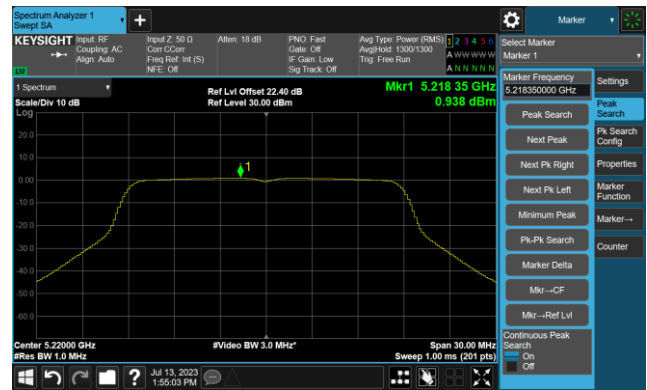 Spectrum Analyzer 1
Swept SA
+
Marker
KEYSIGHT
Input: RF
Coupling: AC
Align: Auto
Input Z: 50 Ω
Corr CCorr
Freq Ref: Int (S)
NFE: Off
Atten: 18 dB
PNO: Fast
Gate: Off
IF Gain: Low
Sig Track: Off
Avg Type: Power (RMS)
Avg|Hold: 1300/1300
Trig: Free Run
1 2 3 4 5 6
A W W W W W
A N N N N N
LXI
Select Marker
Marker 1
1 Spectrum
Scale/Div 10 dB
Log
Ref Lvl Offset 22.40 dB
Ref Level 30.00 dBm
Mkr1 5.218 35 GHz
0.938 dBm
20.0
10.0
0.00
-10.0
-20.0
-30.0
-40.0
-50.0
-60.0
1
Center 5.22000 GHz
#Res BW 1.0 MHz
#Video BW 3.0 MHz*
Span 30.00 MHz
Sweep 1.00 ms (201 pts)
Marker Frequency
5.218350000 GHz
Peak Search
Next Peak
Next Pk Right
Next Pk Left
Minimum Peak
Pk-Pk Search
Marker Delta
Mkr→CF
Mkr→Ref Lvl
Continuous Peak
Search
On
Off
Settings
Peak
Search
Pk Search
Config
Properties
Marker
Function
Marker→
Counter
?
Jul 13, 2023
1:55:03 PM